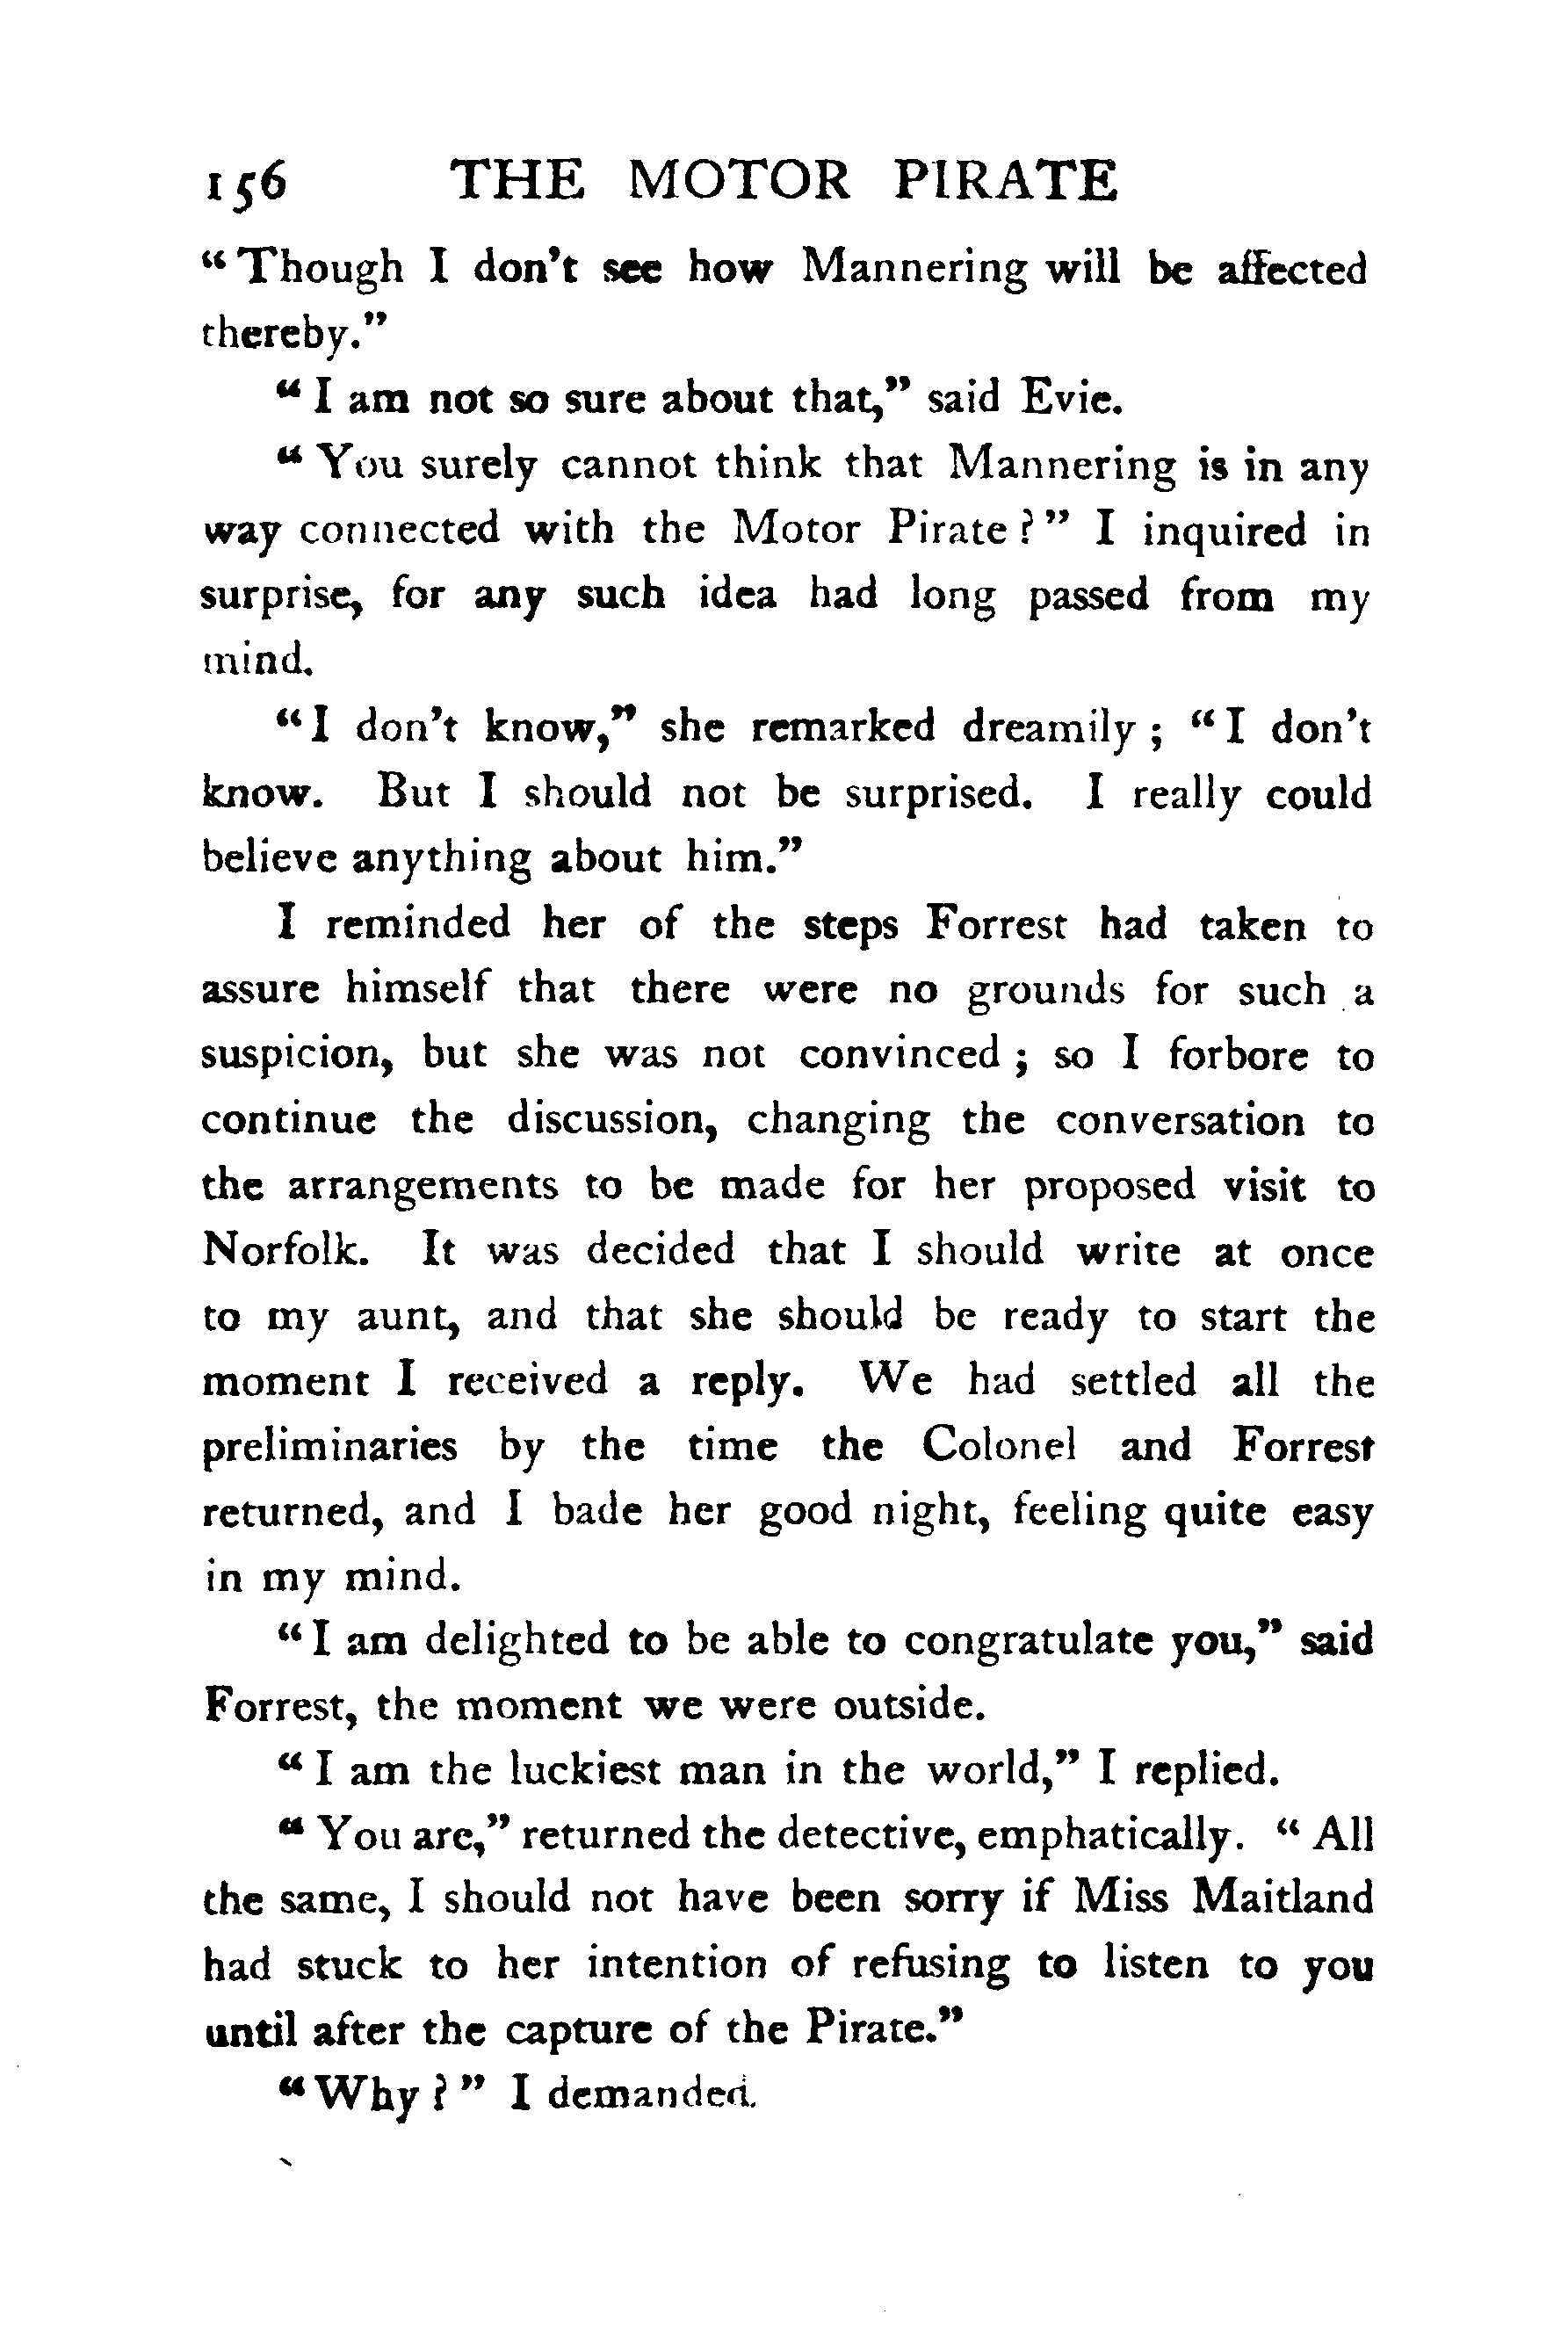 156 THE MOTOR PIRATE
“Though I don’t see how Mannering will be affected
thereby.”
“I am not so sure about that,” said Evie.
“You surely cannot think that Mannering is in any
way connected with the Motor Pirate?” I inquired in
surprise, for any such idea had long passed from my
mind.
“I don’t know,” she remarked dreamily; “I don’t
know. But I should not be surprised. I really could
believe anything about him.”
I reminded her of the steps Forrest had taken to
assure himself that there were no grounds for such a
suspicion, but she was not convinced; so I forbore to
continue the discussion, changing the conversation to
the arrangements to be made for her proposed visit to
Norfolk. It was decided that I should write at once
to my aunt, and that she should be ready to start the
moment I received a reply. We had settled all the
preliminaries by the time the Colonel and Forrest
returned, and I bade her good night, feeling quite easy
in my mind.
“I am delighted to be able to congratulate you,” said
Forrest, the moment we were outside.
“I am the luckiest man in the world,” I replied.
“You are,” returned the detective, emphatically. “All
the same, I should not have been sorry if Miss Maitland
had stuck to her intention of refusing to listen to you
until after the capture of the Pirate.”
“Why?” I demanded.